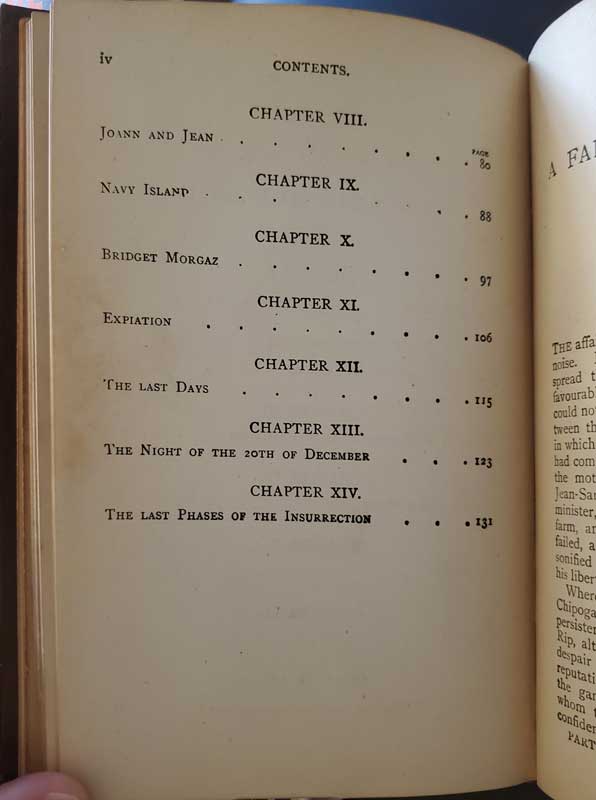 iv
CONTENTS.
CHAPTER VIII.
PAGE
JOANN AND JEAN . . . . . . . . 80
CHAPTER IX.
NAVY ISLAND . . . . . 88
CHAPTER X.
BRIDGET MORGAZ . . . . . . . . 97
CHAPTER XI.
EXPIATION . . . . . . . . . 106
CHAPTER XII.
THE LAST DAYS . . . . . . . . 115
CHAPTER XIII.
THE NIGHT OF THE 20TH OF DECEMBER . . . 123
CHAPTER XIV.
THE LAST PHASES OF THE INSURRECTION . . . 131
A FA
THE affa
noise.
spread t
favourabl
could no
tween th
in which
had com
the mot
Jean-Sa
minister,
farm, a
failed, a
sonified
his liber
Where
Chipoga
persiste
Rip, alt
despair
reputati
the gar
whom t
confide
PART